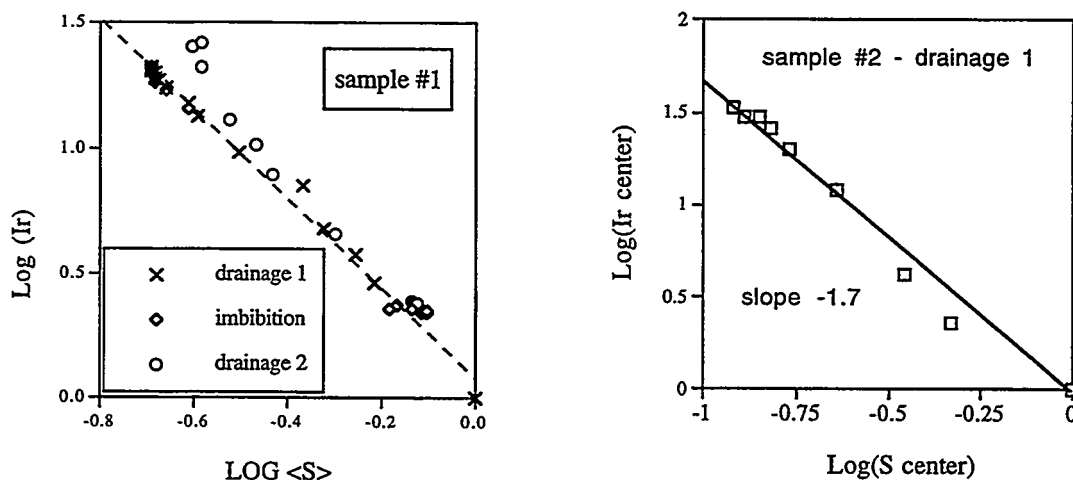 1.5
1.0
0.5
0.0
Log (Ir)
sample #1
drainage 1
imbibition
drainage 2
-0.8
-0.6
-0.4
-0.2
0.0
LOG <S>
2
1.5
1
0.5
0
Log(Ir center)
sample #2 - drainage 1
slope -1.7
-1
-0.75
-0.5
-0.25
0
Log(S center)